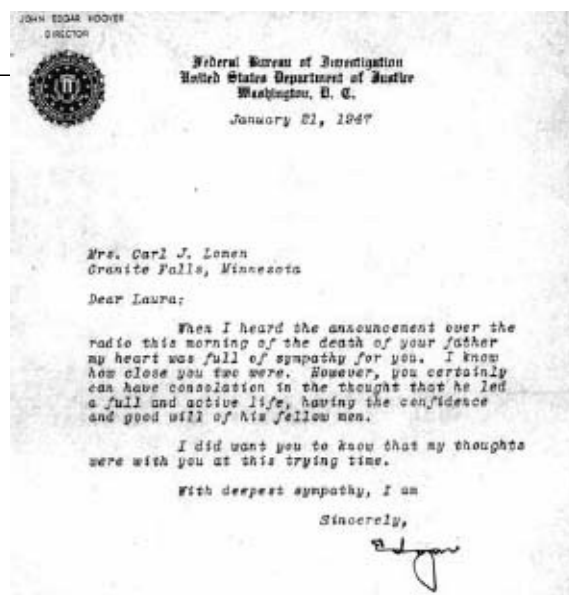 JOHN EDGAR HOOVER
DIRECTOR
Federal Bureau of Investigation
United States Department of Justice
Washington, D. C.
January 21, 1947
Mrs. Carl J. Lomen
Granite Falls, Minnesota
Dear Laura:
When I heard the announcement over the
radio this morning of the death of your father
my heart was full of sympathy for you. I know
how close you two were. However, you certainly
can have consolation in the thought that he led
a full and active life, having the confidence
and good will of his fellow men.
I did want you to know that my thoughts
were with you at this trying time.
With deepest sympathy, I am
Sincerely,
Edgar